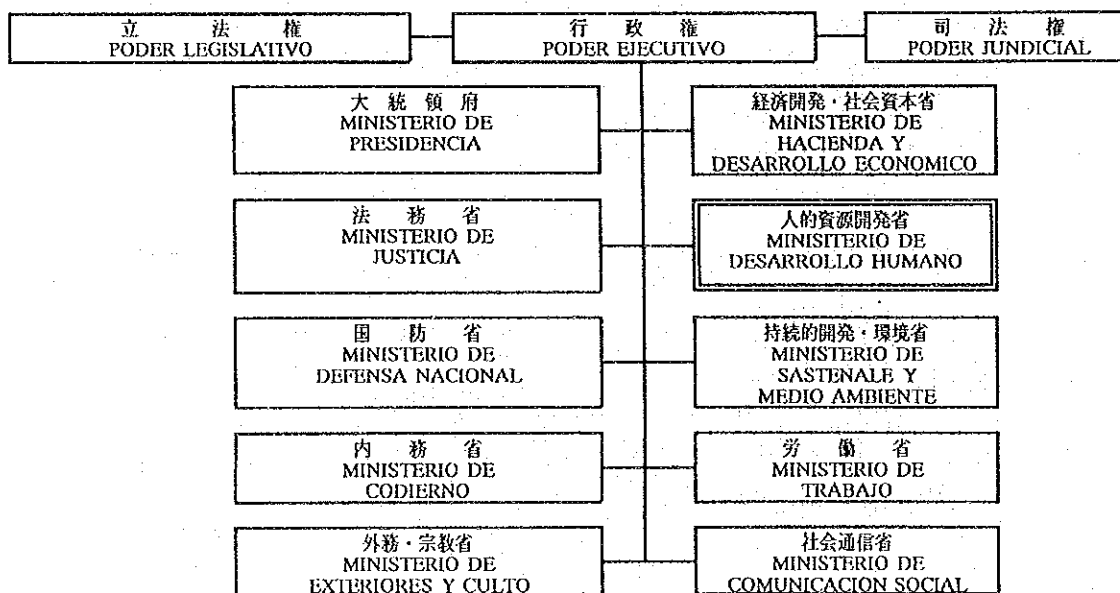 立法権
PODER LEGISLATIVO
行政権
PODER EJECUTIVO
司法権
PODER JUNDICIAL
大統領府
MINISTERIO DE
PRESIDENCIA
経済開発・社会資本省
MINISTERIO DE
HACIENDA Y
DESARROLLO ECONOMICO
法務省
MINISTERIO DE
JUSTICIA
人的資源開発省
MINISITERIO DE
DESARROLLO HUMANO
国防省
MINISTERIO DE
DEFENSA NACIONAL
持続的開発・環境省
MINISTERIO DE
SASTENALE Y
MEDIO AMBIENTE
内務省
MINISTERIO DE
CODIERNO
労働省
MINISTERIO DE
TRABAJO
外務・宗教省
MINISTERIO DE
EXTERIORES Y CULTO
社会通信省
MINISTERIO DE
COMUNICACION SOCIAL